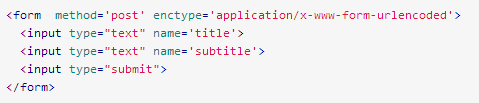 <form  method='post' enctype='application/x-www-form-urlencoded'>
  <input type="text" name='title'>
  <input type="text" name='subtitle'>
  <input type="submit">
</form>